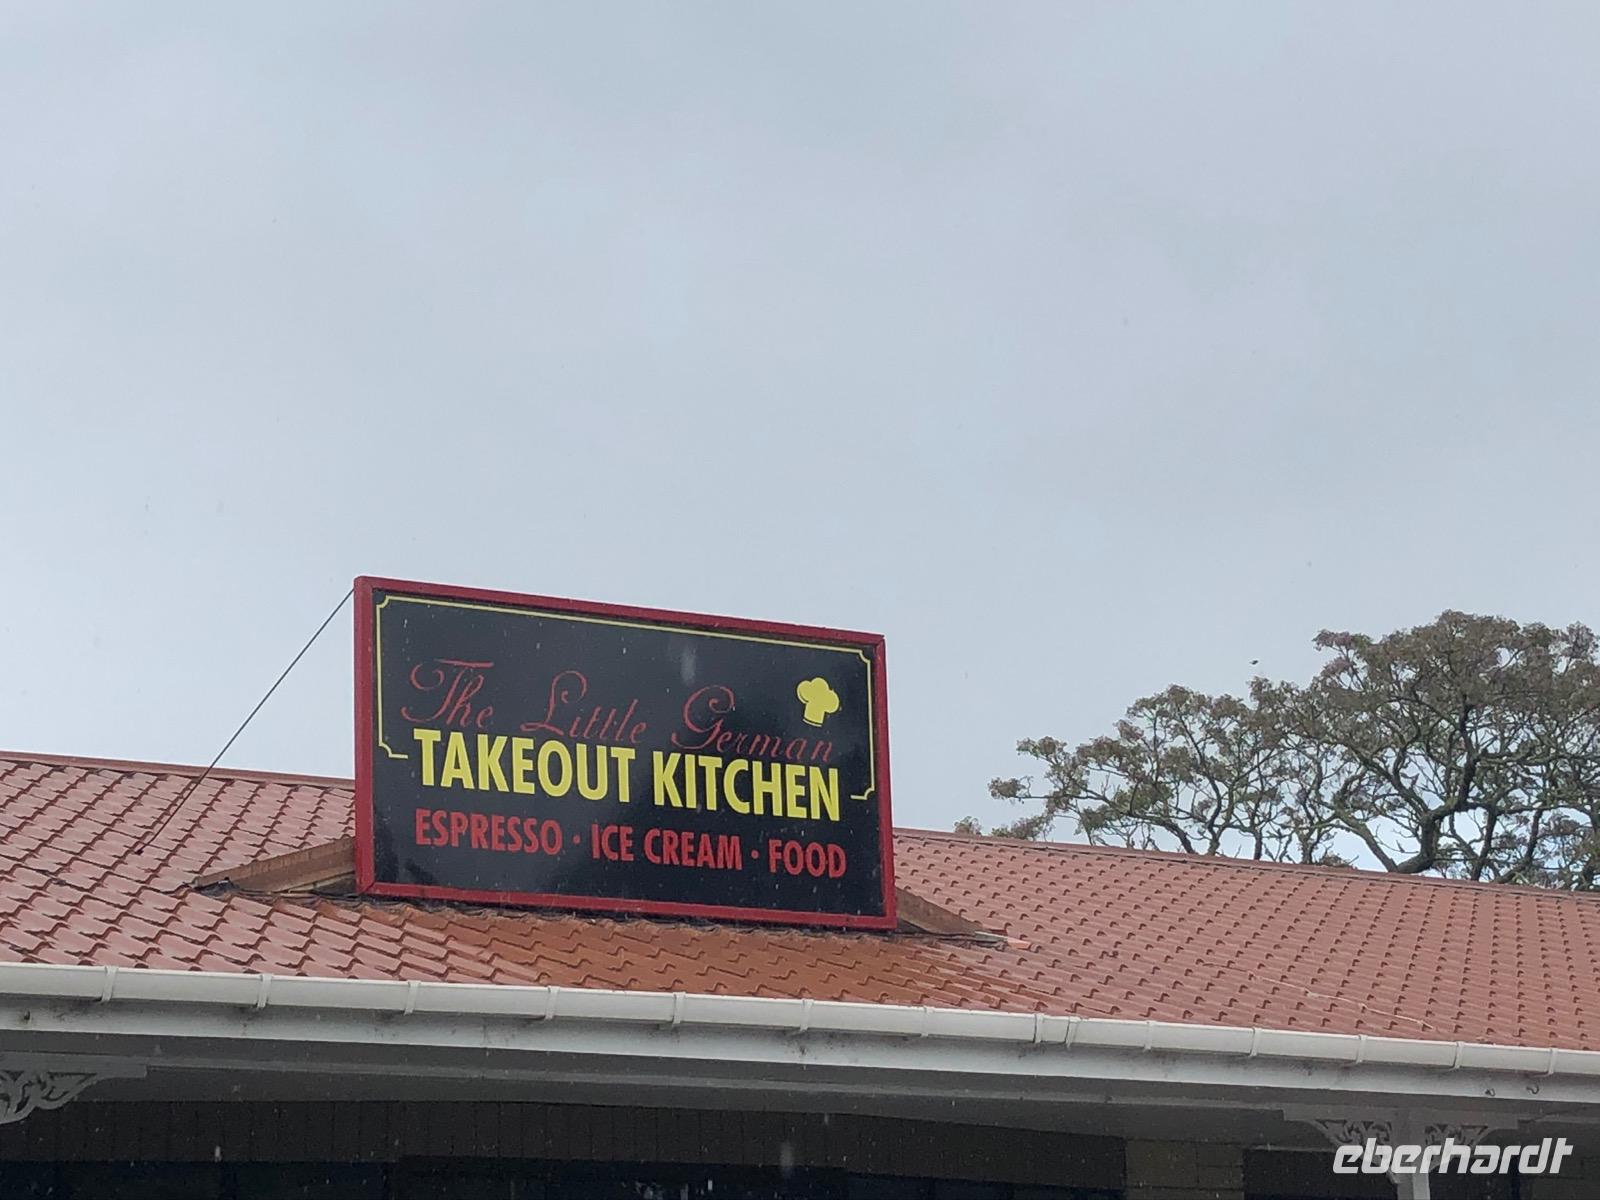 The Little German
TAKEOUT KITCHEN
ESPRESSO · ICE CREAM · FOOD
eberhardt